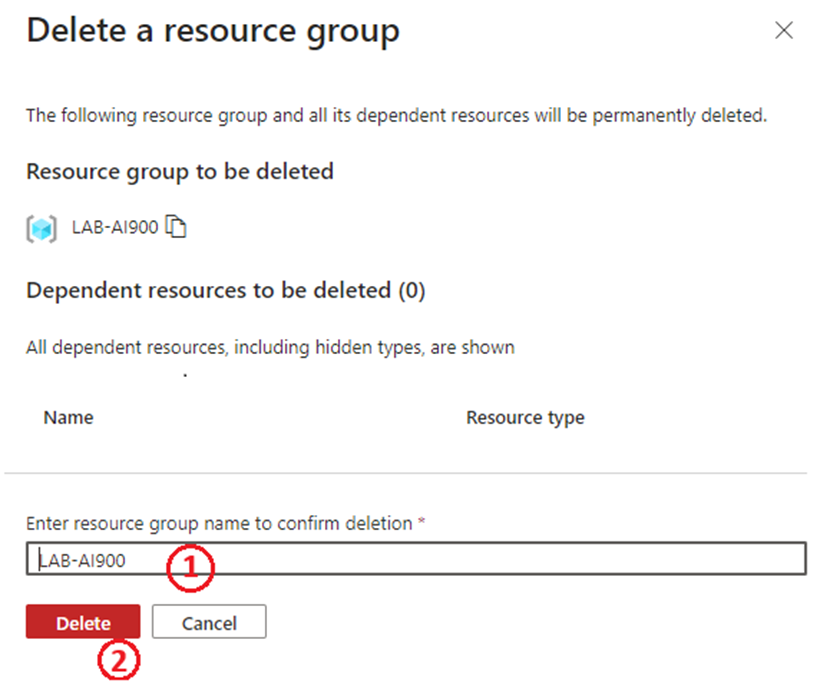 Delete a resource group
The following resource group and all its dependent resources will be permanently deleted.
Resource group to be deleted
LAB-AI900
Dependent resources to be deleted (0)
All dependent resources, including hidden types, are shown
.
Name Resource type
Enter resource group name to confirm deletion *
LAB-AI900
1
Delete Cancel
2